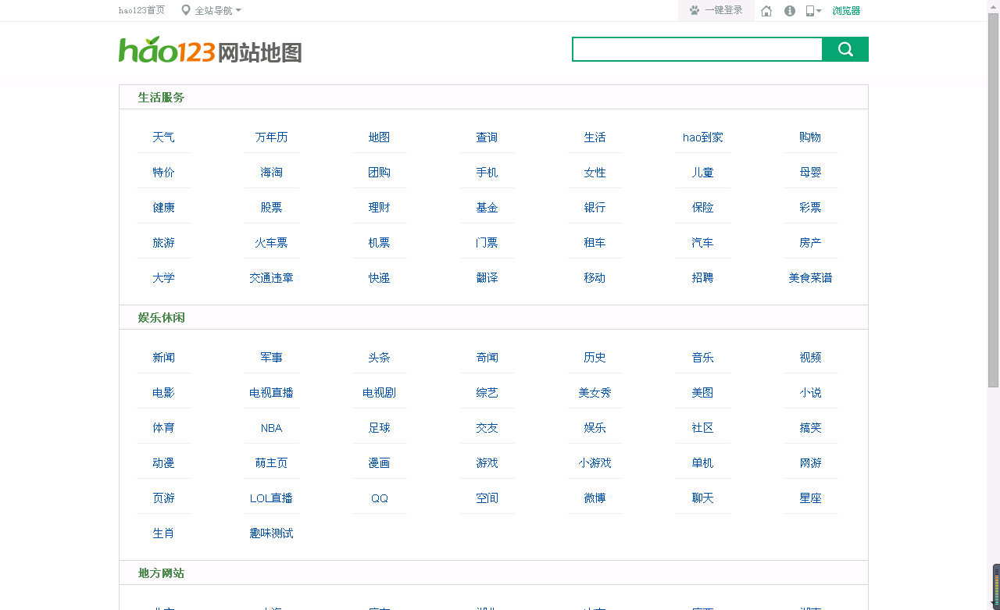 hao123首页 全站导航 一键登录 浏览器
hao123网站地图
生活服务
天气 万年历 地图 查询 生活 hao到家 购物
特价 海淘 团购 手机 女性 儿童 母婴
健康 股票 理财 基金 银行 保险 彩票
旅游 火车票 机票 门票 租车 汽车 房产
大学 交通违章 快递 翻译 移动 招聘 美食菜谱
娱乐休闲
新闻 军事 头条 奇闻 历史 音乐 视频
电影 电视直播 电视剧 综艺 美女秀 美图 小说
体育 NBA 足球 交友 娱乐 社区 搞笑
动漫 萌主页 漫画 游戏 小游戏 单机 网游
页游 LOL直播 QQ 空间 微博 聊天 星座
生肖 趣味测试
地方网站